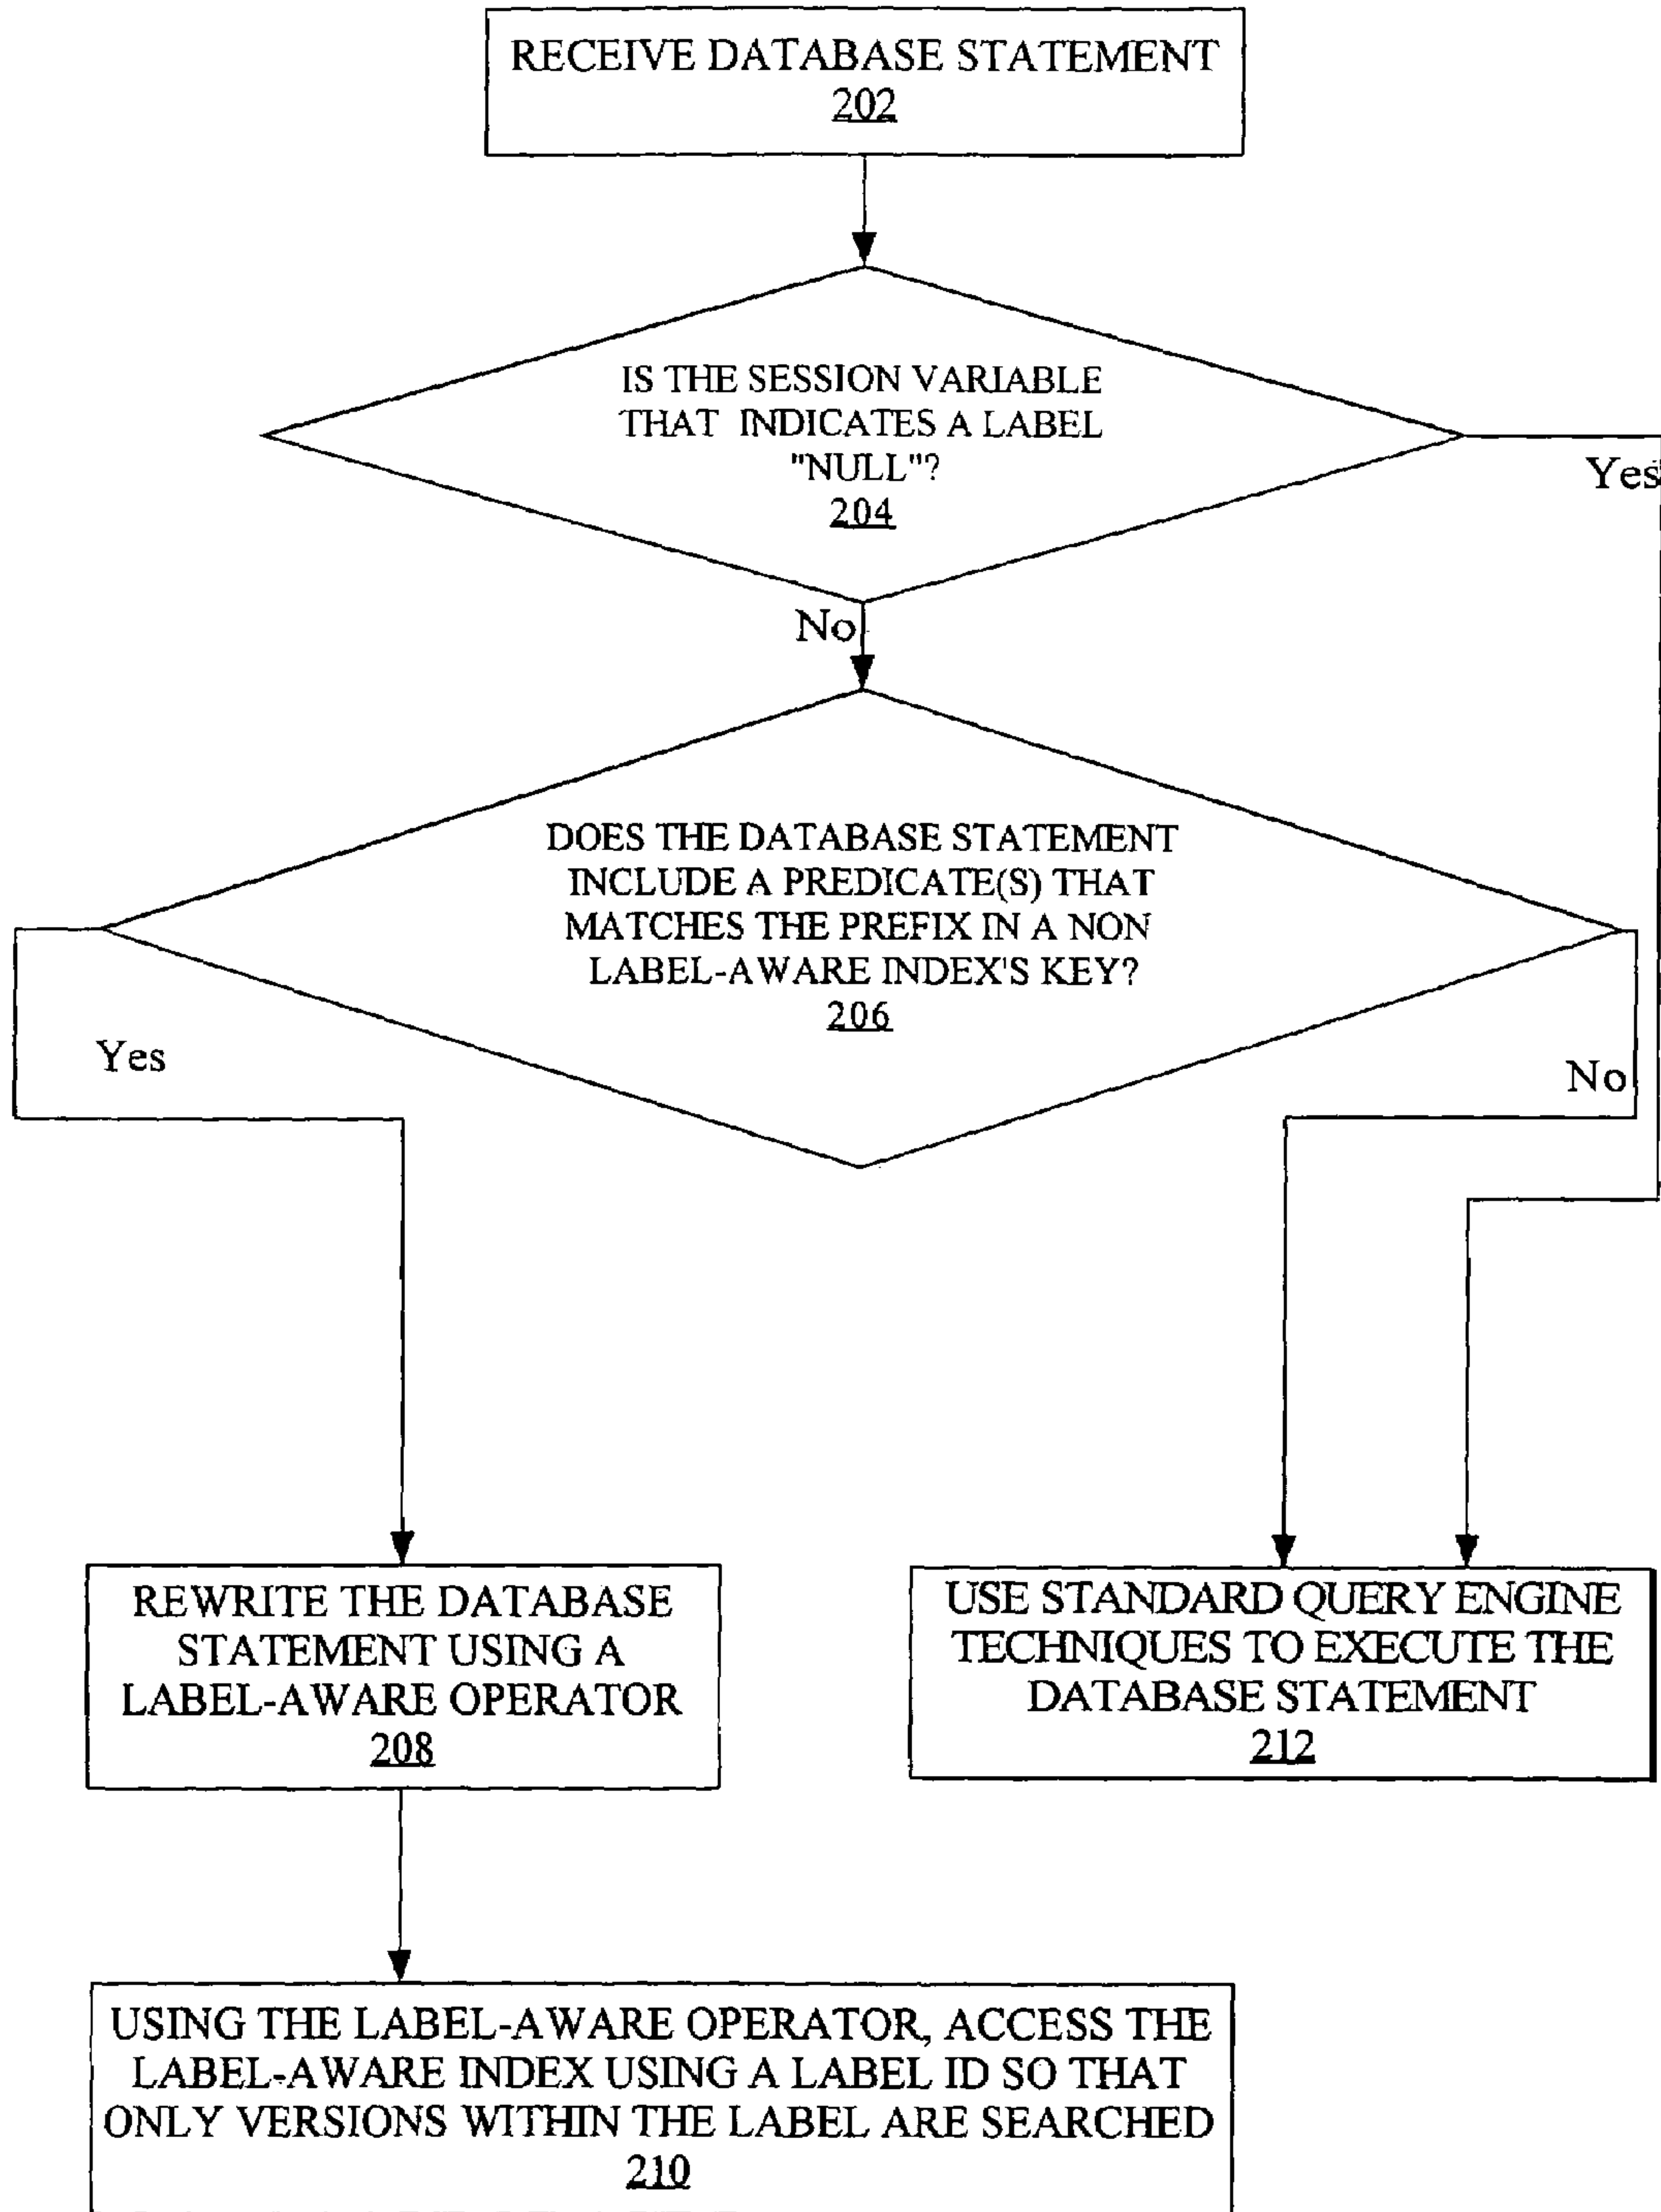 RECEIVE DATABASE STATEMENT
202
IS THE SESSION VARIABLE
THAT INDICATES A LABEL
"NULL"?
204
Yes
No
DOES THE DATABASE STATEMENT
INCLUDE A PREDICATE(S) THAT
MATCHES THE PREFIX IN A NON
LABEL-AWARE INDEX'S KEY?
206
Yes
No
REWRITE THE DATABASE
STATEMENT USING A
LABEL-AWARE OPERATOR
208
USE STANDARD QUERY ENGINE
TECHNIQUES TO EXECUTE THE
DATABASE STATEMENT
212
USING THE LABEL-AWARE OPERATOR, ACCESS THE
LABEL-AWARE INDEX USING A LABEL ID SO THAT
ONLY VERSIONS WITHIN THE LABEL ARE SEARCHED
210